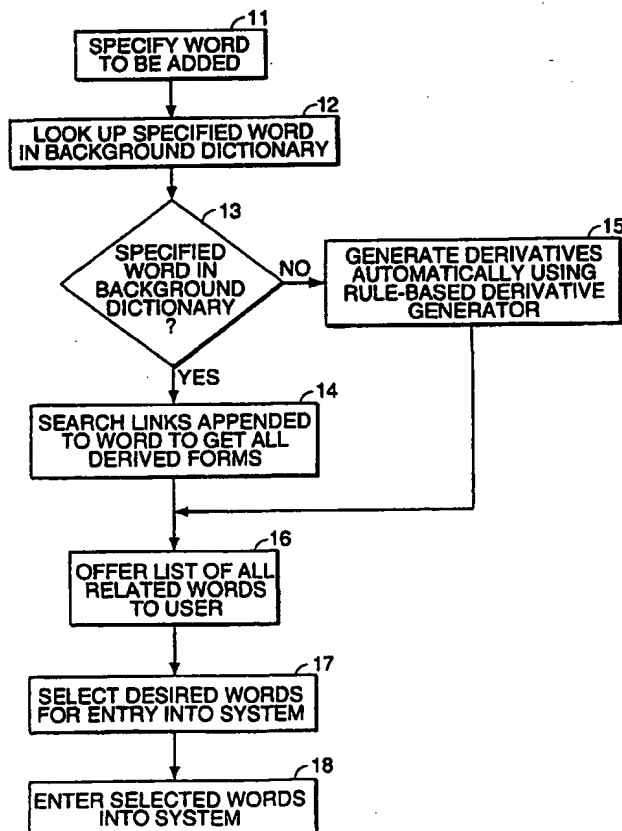 11
SPECIFY WORD
TO BE ADDED
12
LOOK UP SPECIFIED WORD
IN BACKGROUND DICTIONARY
13
SPECIFIED
WORD IN
BACKGROUND
DICTIONARY
?
NO
YES
15
GENERATE DERIVATIVES
AUTOMATICALLY USING
RULE-BASED DERIVATIVE
GENERATOR
14
SEARCH LINKS APPENDED
TO WORD TO GET ALL
DERIVED FORMS
16
OFFER LIST OF ALL
RELATED WORDS
TO USER
17
SELECT DESIRED WORDS
FOR ENTRY INTO SYSTEM
18
ENTER SELECTED WORDS
INTO SYSTEM